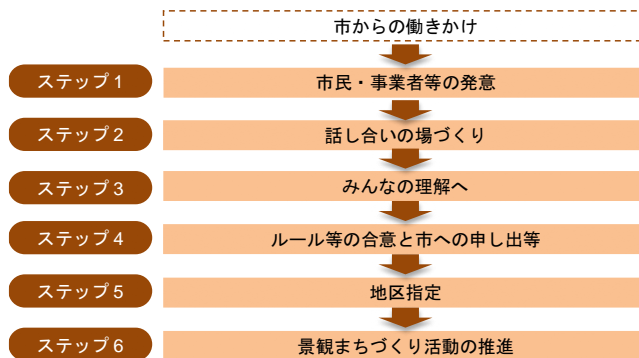 市からの働きかけ
ステップ1
市民・事業者等の発意
ステップ2
話し合いの場づくり
ステップ3
みんなの理解へ
ステップ4
ルール等の合意と市への申し出等
ステップ5
地区指定
ステップ6
景観まちづくり活動の推進